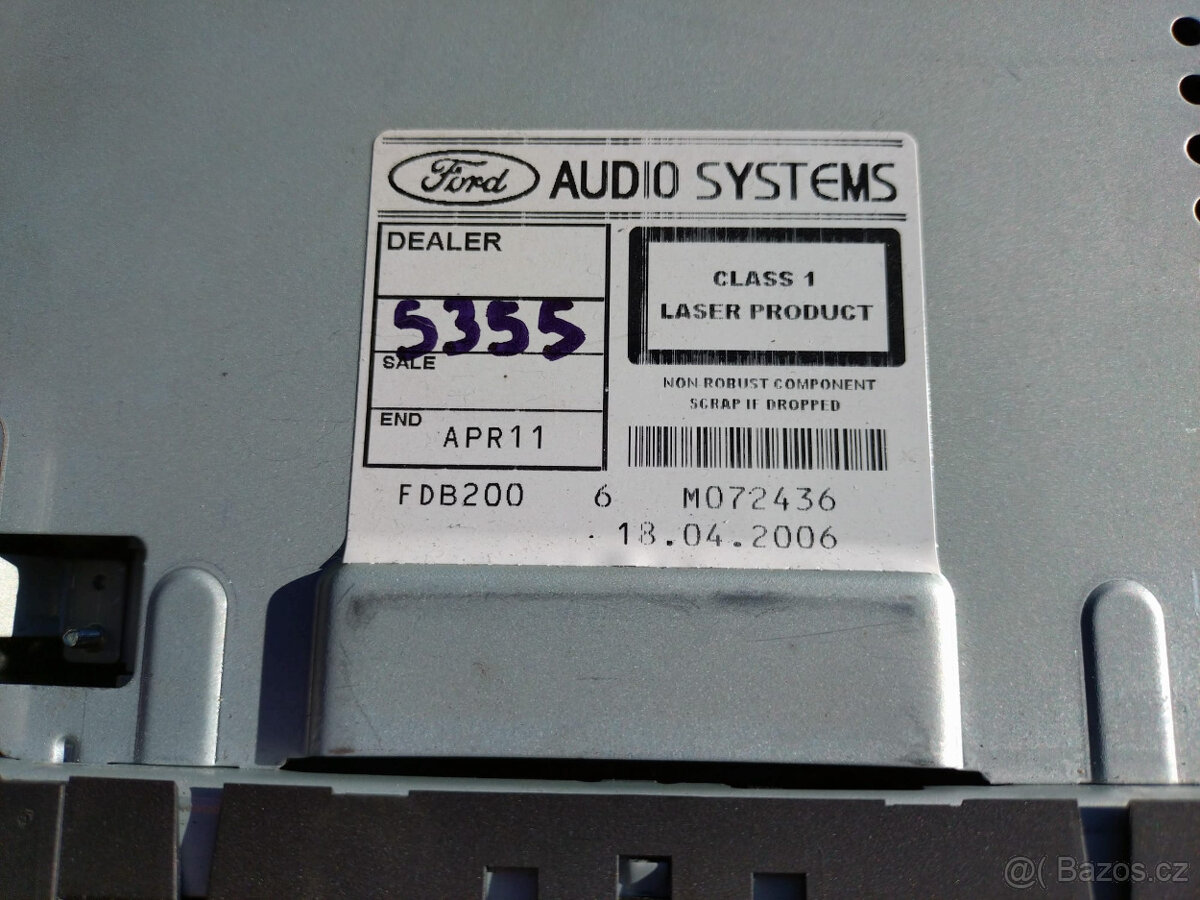 Ford AUDIO SYSTEMS
DEALER
5355
SALE
END APR11
CLASS 1
LASER PRODUCT
NON ROBUST COMPONENT
SCRAP IF DROPPED
FDB200 6 M072436
18.04.2006
@( Bazos.cz